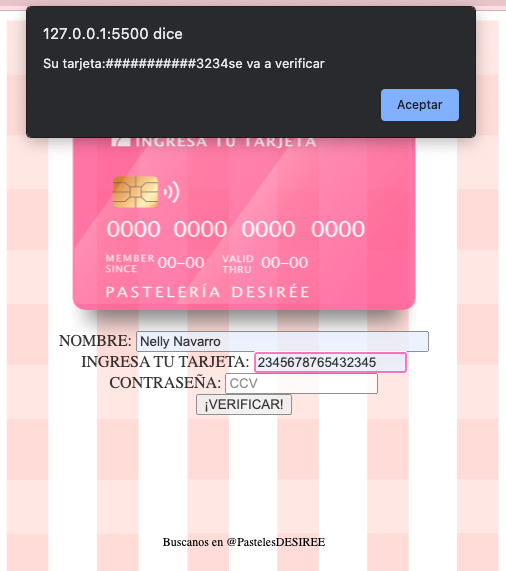 127.0.0.1:5500 dice
Su tarjeta:###########3234se va a verificar
Aceptar
INGRESA TU TARJETA
0000 0000 0000 0000
MEMBER SINCE 00-00 VALID THRU 00-00
PASTELERÍA DESIRÉE
NOMBRE: Nelly Navarro
INGRESA TU TARJETA: 2345678765432345
CONTRASEÑA: CCV
¡VERIFICAR!
Buscanos en @PastelesDESIREE